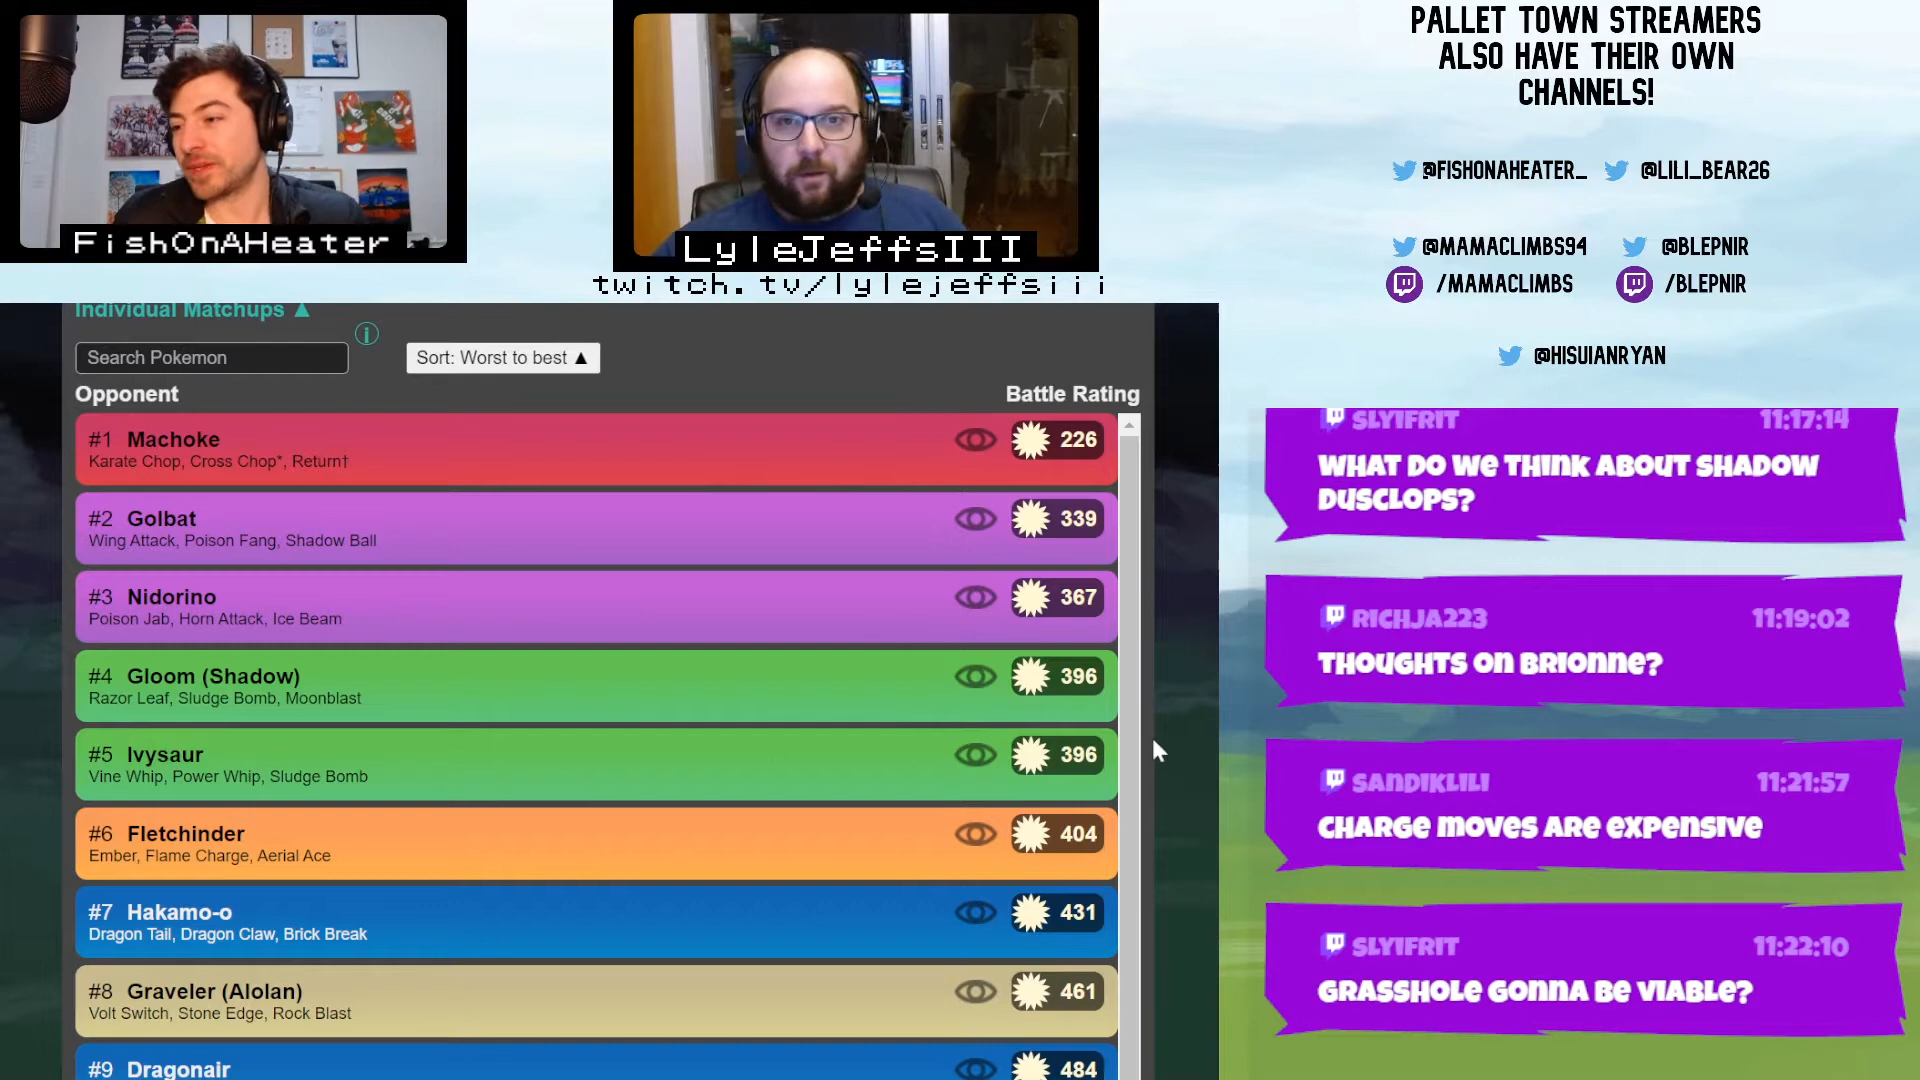 FishOnAHeater
LyleJeffsIII
twitch.tv/lylejeffsiii
PALLET TOWN STREAMERS
ALSO HAVE THEIR OWN
CHANNELS!
@FISHONAHEATER_ @LILI_BEAR26
@MAMACLIMBS94 @BLEPNIR
/MAMACLIMBS /BLEPNIR
@HISUIANRYAN
Individual Matchups ▲
i
Search Pokemon Sort: Worst to best ▲
Opponent Battle Rating
#1 Machoke 226
Karate Chop, Cross Chop*, Return†
#2 Golbat 339
Wing Attack, Poison Fang, Shadow Ball
#3 Nidorino 367
Poison Jab, Horn Attack, Ice Beam
#4 Gloom (Shadow) 396
Razor Leaf, Sludge Bomb, Moonblast
#5 Ivysaur 396
Vine Whip, Power Whip, Sludge Bomb
#6 Fletchinder 404
Ember, Flame Charge, Aerial Ace
#7 Hakamo-o 431
Dragon Tail, Dragon Claw, Brick Break
#8 Graveler (Alolan) 461
Volt Switch, Stone Edge, Rock Blast
#9 Dragonair 484
SLYIFRIT 11:17:14
WHAT DO WE THINK ABOUT SHADOW
DUSCLOPS?
RICHJA223 11:19:02
THOUGHTS ON BRIONNE?
SANDIKLILI 11:21:57
CHARGE MOVES ARE EXPENSIVE
SLYIFRIT 11:22:10
GRASSHOLE GONNA BE VIABLE?